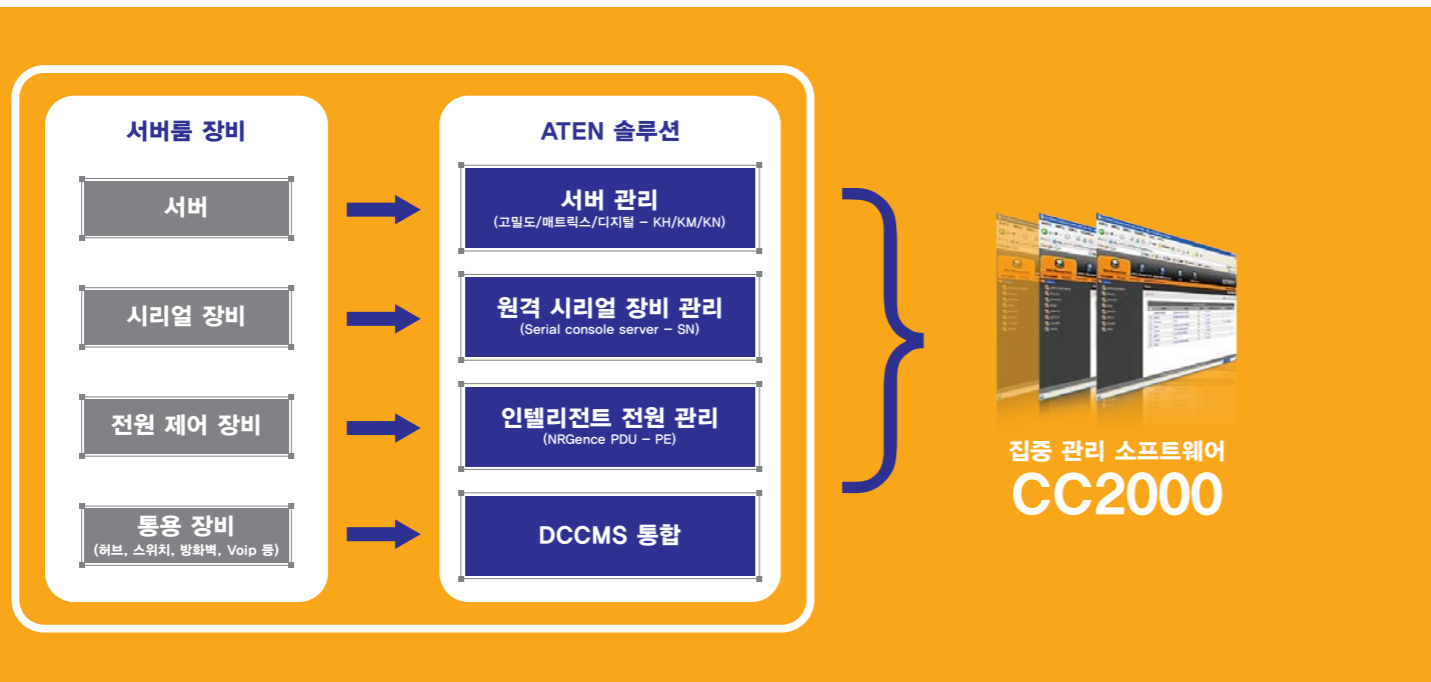 서버룸 장비
서버
시리얼 장비
전원 제어 장비
통용 장비
(허브, 스위치, 방화벽, Voip 등)
ATEN 솔루션
서버 관리
(고밀도/매트릭스/디지털 – KH/KM/KN)
원격 시리얼 장비 관리
(Serial console server – SN)
인텔리전트 전원 관리
(NRGence PDU – PE)
DCCMS 통합
집중 관리 소프트웨어
CC2000